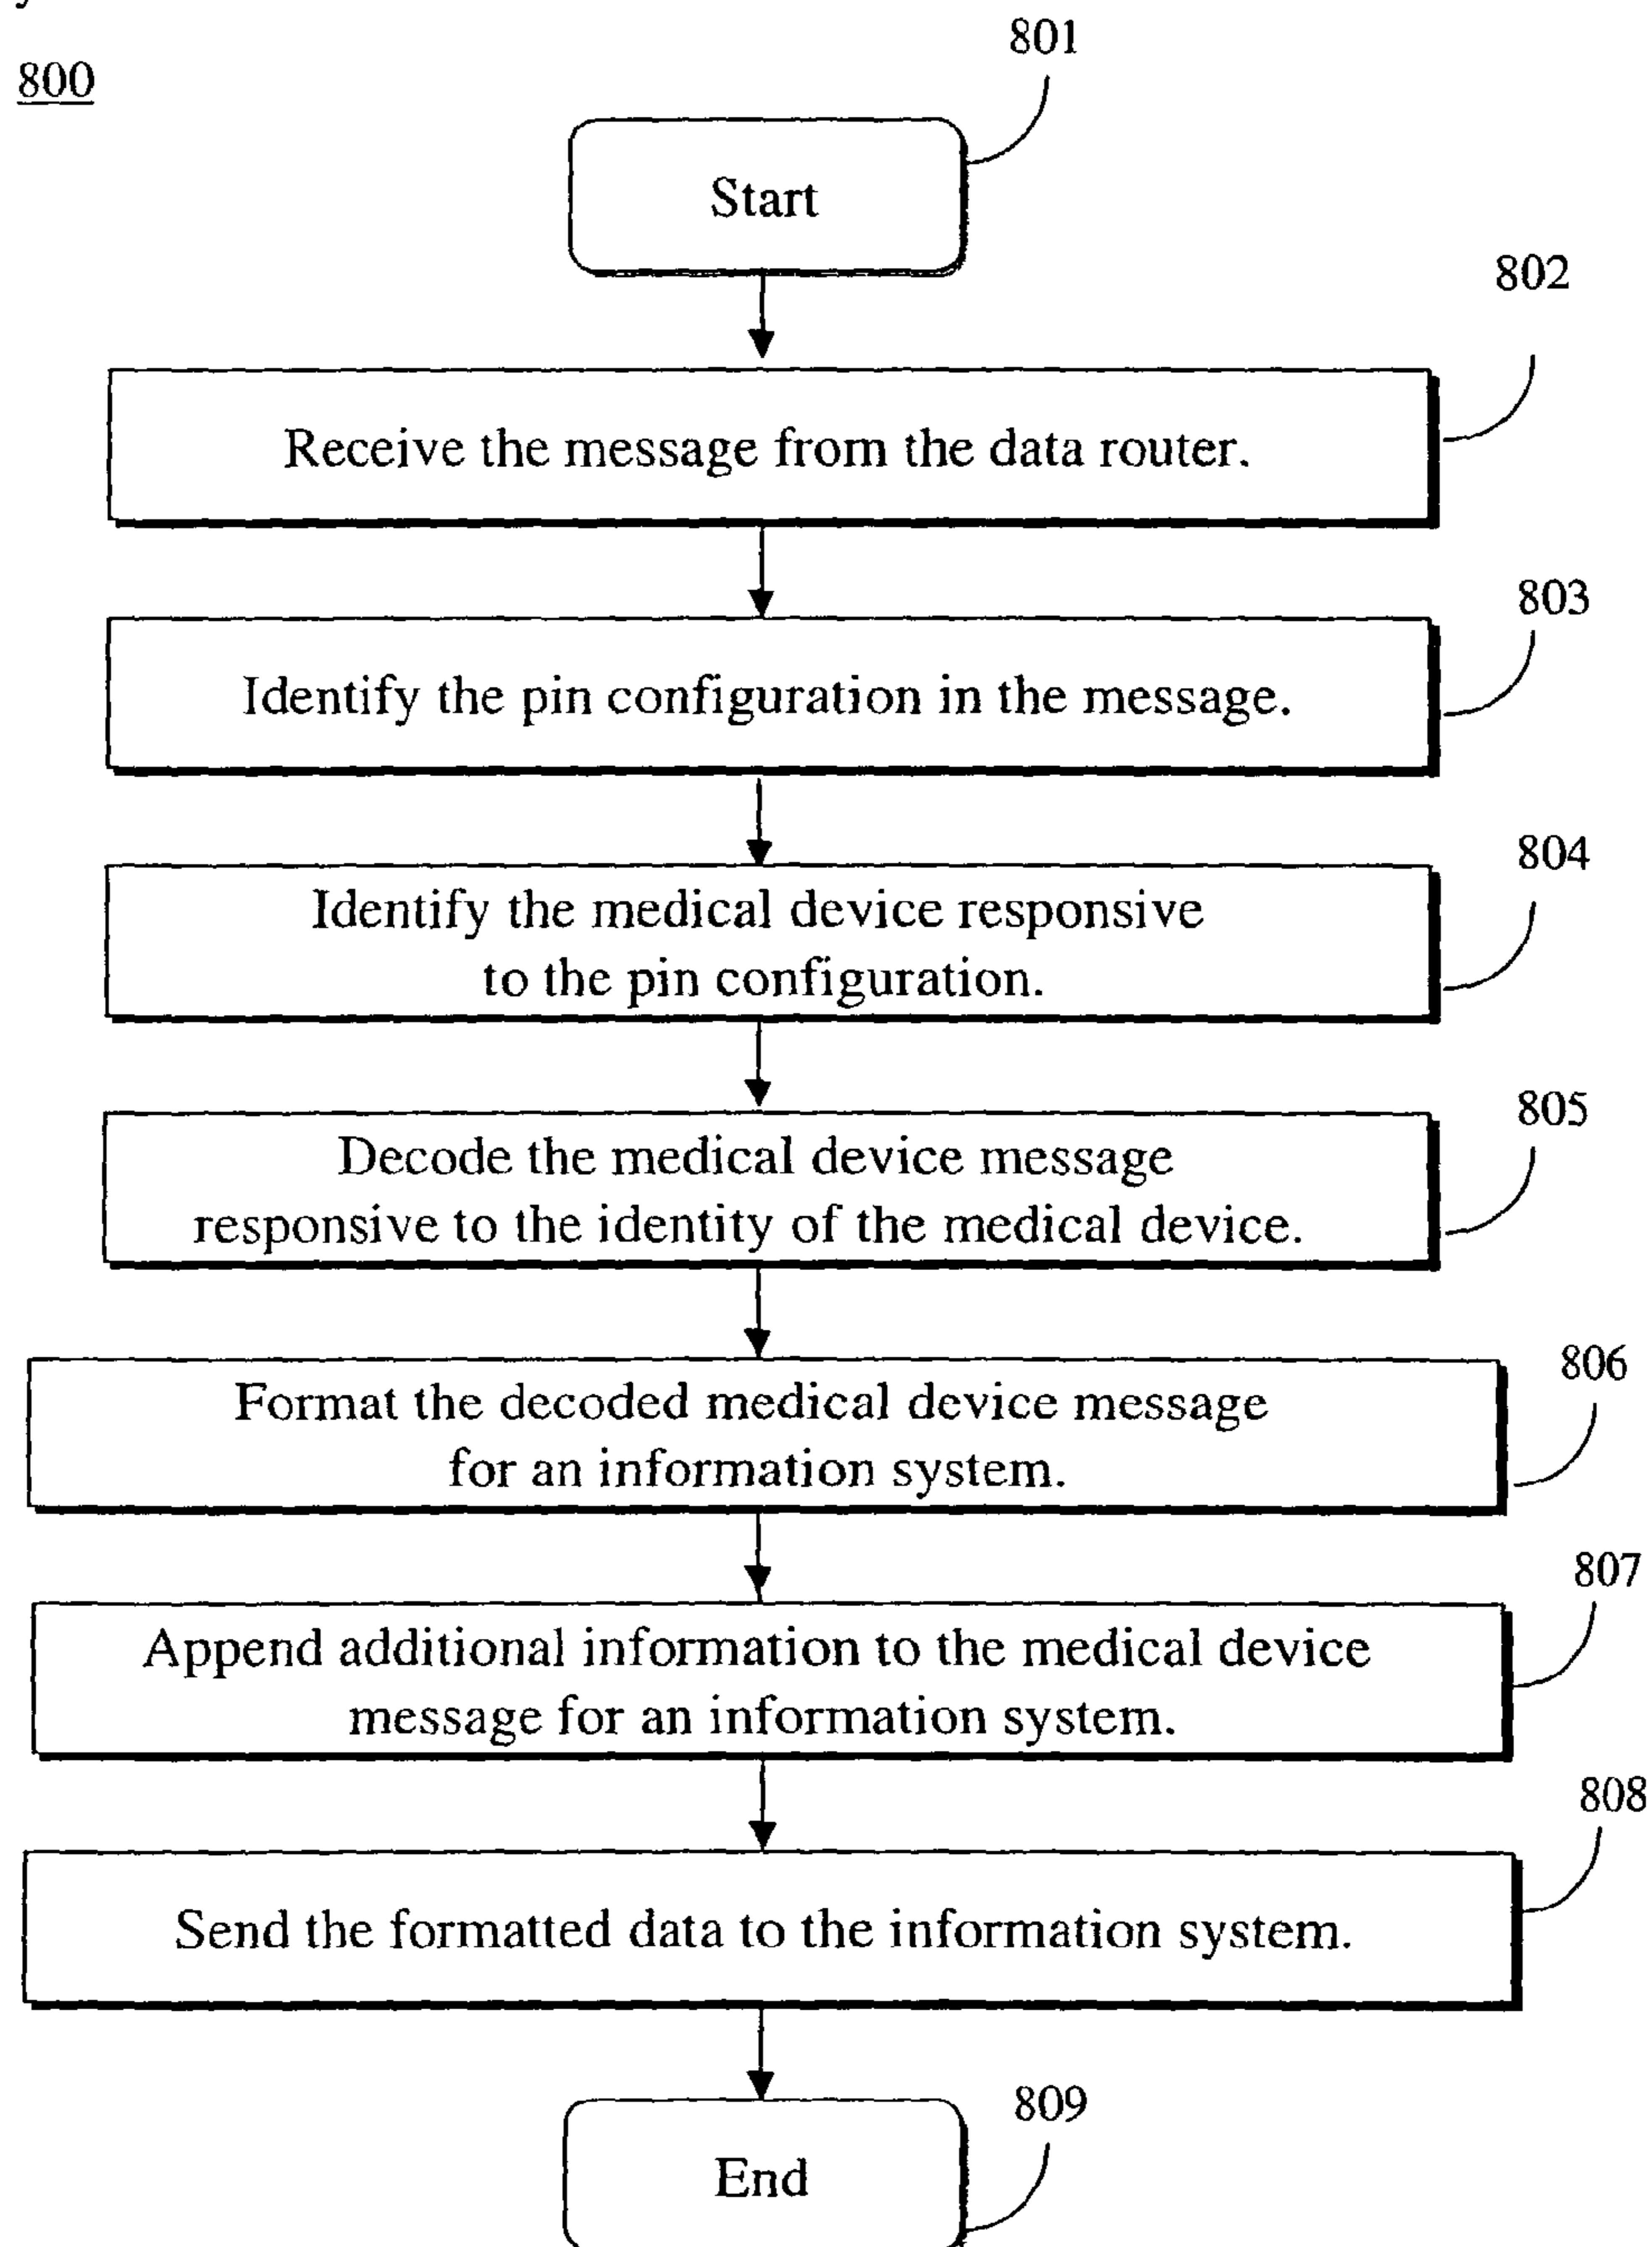 800
801
Start
802
Receive the message from the data router.
803
Identify the pin configuration in the message.
804
Identify the medical device responsive
to the pin configuration.
805
Decode the medical device message
responsive to the identity of the medical device.
806
Format the decoded medical device message
for an information system.
807
Append additional information to the medical device
message for an information system.
808
Send the formatted data to the information system.
809
End